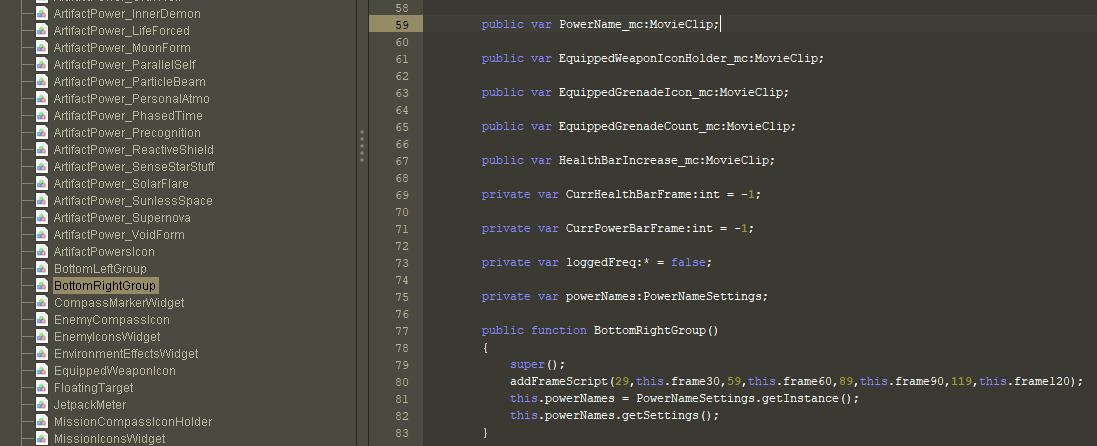 ArtifactPower_InnerDemon
ArtifactPower_LifeForced
ArtifactPower_MoonForm
ArtifactPower_ParallelSelf
ArtifactPower_ParticleBeam
ArtifactPower_PersonalAtmo
ArtifactPower_PhasedTime
ArtifactPower_Precognition
ArtifactPower_ReactiveShield
ArtifactPower_SenseStarStuff
ArtifactPower_SolarFlare
ArtifactPower_SunlessSpace
ArtifactPower_Supernova
ArtifactPower_VoidForm
ArtifactPowersIcon
BottomLeftGroup
BottomRightGroup
CompassMarkerWidget
EnemyCompassIcon
EnemyIconsWidget
EnvironmentEffectsWidget
EquippedWeaponIcon
FloatingTarget
JetpackMeter
MissionCompassIconHolder
MissionIconsWidget
58
59 public var PowerName_mc:MovieClip;
60
61 public var EquippedWeaponIconHolder_mc:MovieClip;
62
63 public var EquippedGrenadeIcon_mc:MovieClip;
64
65 public var EquippedGrenadeCount_mc:MovieClip;
66
67 public var HealthBarIncrease_mc:MovieClip;
68
69 private var CurrHealthBarFrame:int = -1;
70
71 private var CurrPowerBarFrame:int = -1;
72
73 private var loggedFreq:* = false;
74
75 private var powerNames:PowerNameSettings;
76
77 public function BottomRightGroup()
78 {
79 super();
80 addFrameScript(29,this.frame30,59,this.frame60,89,this.frame90,119,this.frame120);
81 this.powerNames = PowerNameSettings.getInstance();
82 this.powerNames.getSettings();
83 }